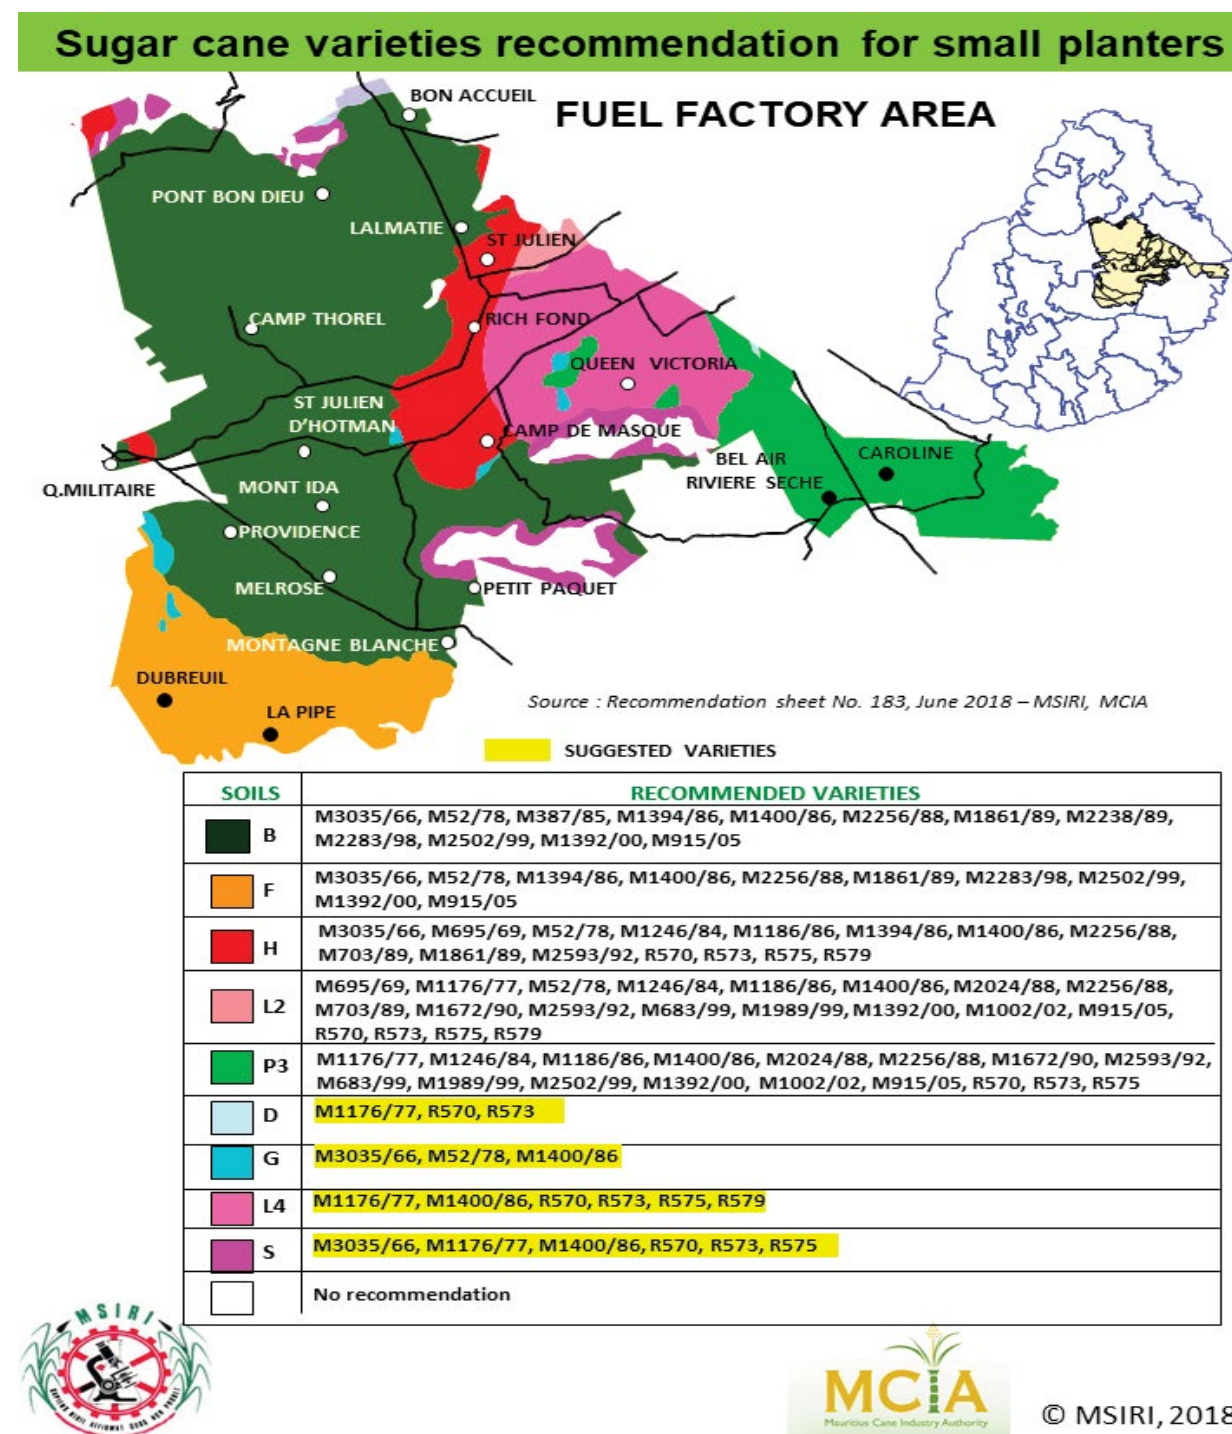 Sugar cane varieties recommendation for small planters
FUEL FACTORY AREA
BON ACCUEIL
PONT BON DIEU
LALMATIE
ST JULIEN
CAMP THOREL
RICH FOND
QUEEN VICTORIA
ST JULIEN
D'HOTMAN
CAMP DE MASQUE
BEL AIR
RIVIERE SECHE
CAROLINE
Q.MILITAIRE
MONT IDA
PROVIDENCE
MELROSE
PETIT PAQUET
MONTAGNE BLANCHE
DUBREUIL
LA PIPE
Source : Recommendation sheet No. 183, June 2018 – MSIRI, MCIA
SUGGESTED VARIETIES
SOILS RECOMMENDED VARIETIES
B M3035/66, M52/78, M387/85, M1394/86, M1400/86, M2256/88, M1861/89, M2238/89,
M2283/98, M2502/99, M1392/00, M915/05
F M3035/66, M52/78, M1394/86, M1400/86, M2256/88, M1861/89, M2283/98, M2502/99,
M1392/00, M915/05
H M3035/66, M695/69, M52/78, M1246/84, M1186/86, M1394/86, M1400/86, M2256/88,
M703/89, M1861/89, M2593/92, R570, R573, R575, R579
L2 M695/69, M1176/77, M52/78, M1246/84, M1186/86, M1400/86, M2024/88, M2256/88,
M703/89, M1672/90, M2593/92, M683/99, M1989/99, M1392/00, M1002/02, M915/05,
R570, R573, R575, R579
P3 M1176/77, M1246/84, M1186/86, M1400/86, M2024/88, M2256/88, M1672/90, M2593/92,
M683/99, M1989/99, M2502/99, M1392/00, M1002/02, M915/05, R570, R573, R575
D M1176/77, R570, R573
G M3035/66, M52/78, M1400/86
L4 M1176/77, M1400/86, R570, R573, R575, R579
S M3035/66, M1176/77, M1400/86, R570, R573, R575
No recommendation
MSIRI
MCIA
Mauritius Cane Industry Authority
© MSIRI, 2018